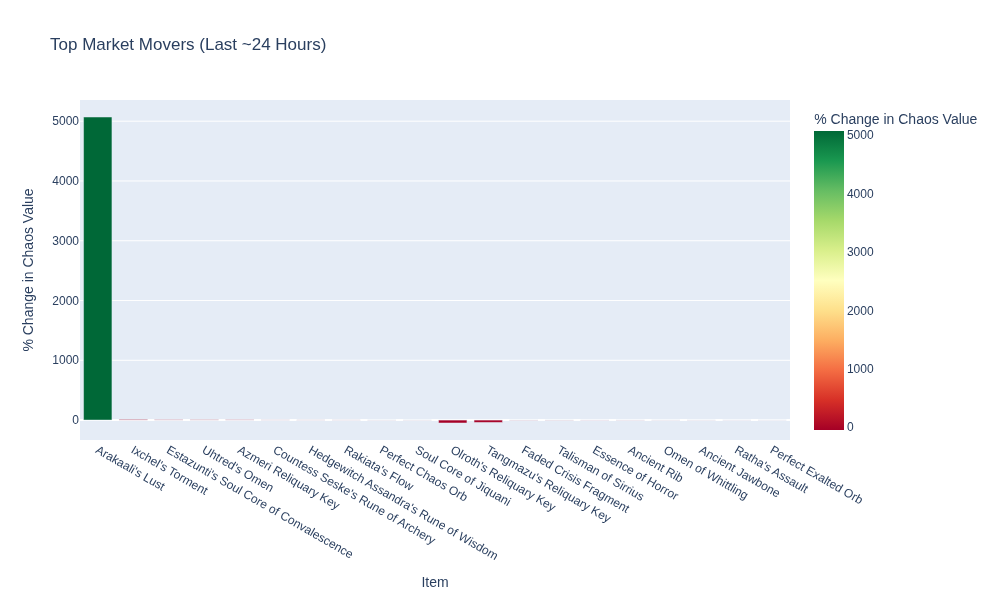 Top Market Movers (Last ~24 Hours)
% Change in Chaos Value
5000
4000
3000
2000
1000
0
% Change in Chaos Value
5000
4000
3000
2000
1000
0
Arakaali's Lust
Ixchel's Torment
Estazunti's Soul Core of Convalescence
Uhtred's Omen
Azmeri Reliquary Key
Countess Seske's Rune of Archery
Hedgewitch Assandra's Rune of Wisdom
Rakiata's Flow
Perfect Chaos Orb
Soul Core of Jiquani
Olroth's Reliquary Key
Tangmazu's Reliquary Key
Faded Crisis Fragment
Talisman of Sirrius
Essence of Horror
Ancient Rib
Omen of Whittling
Ancient Jawbone
Ratha's Assault
Perfect Exalted Orb
Item